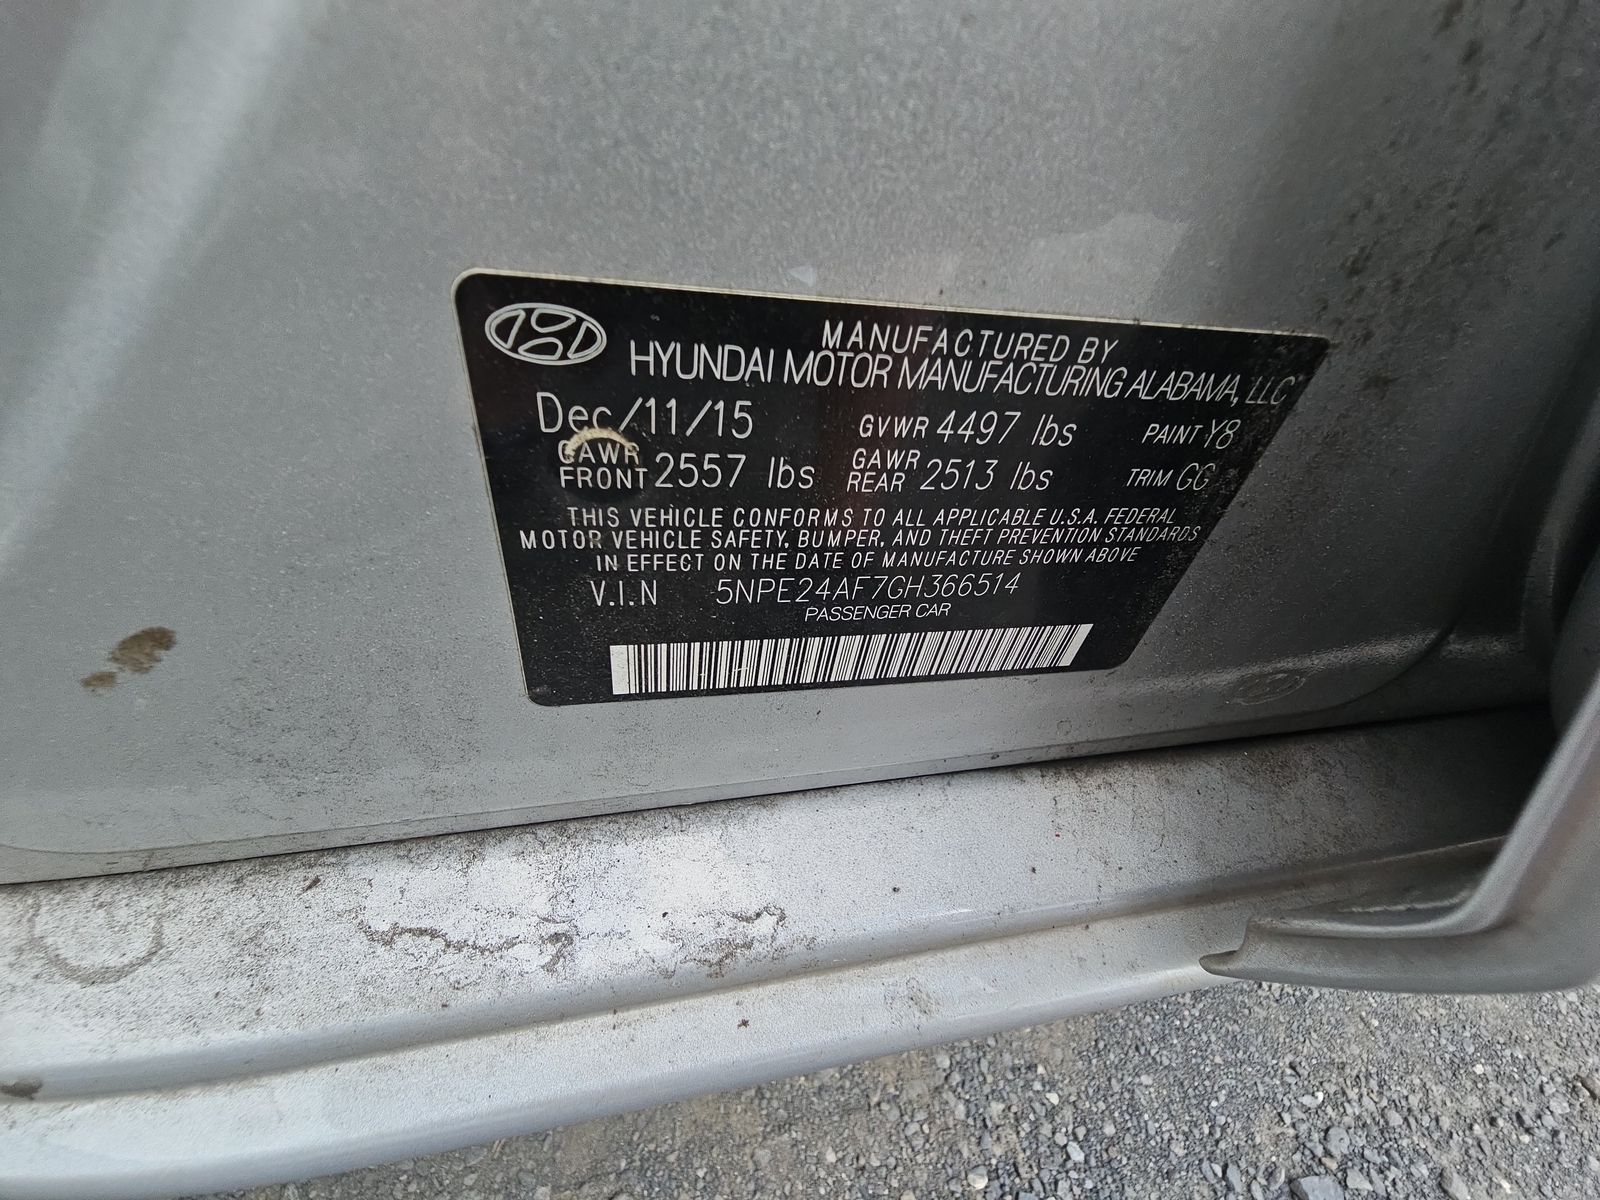 MANUFACTURED BY
HYUNDAI MOTOR MANUFACTURING ALABAMA, LLC
Dec/11/15 GVWR 4497 lbs PAINT Y8
GAWR FRONT 2557 lbs GAWR REAR 2513 lbs TRIM GG
THIS VEHICLE CONFORMS TO ALL APPLICABLE U.S.A. FEDERAL
MOTOR VEHICLE SAFETY, BUMPER, AND THEFT PREVENTION STANDARDS
IN EFFECT ON THE DATE OF MANUFACTURE SHOWN ABOVE
V.I.N 5NPE24AF7GH366514
PASSENGER CAR